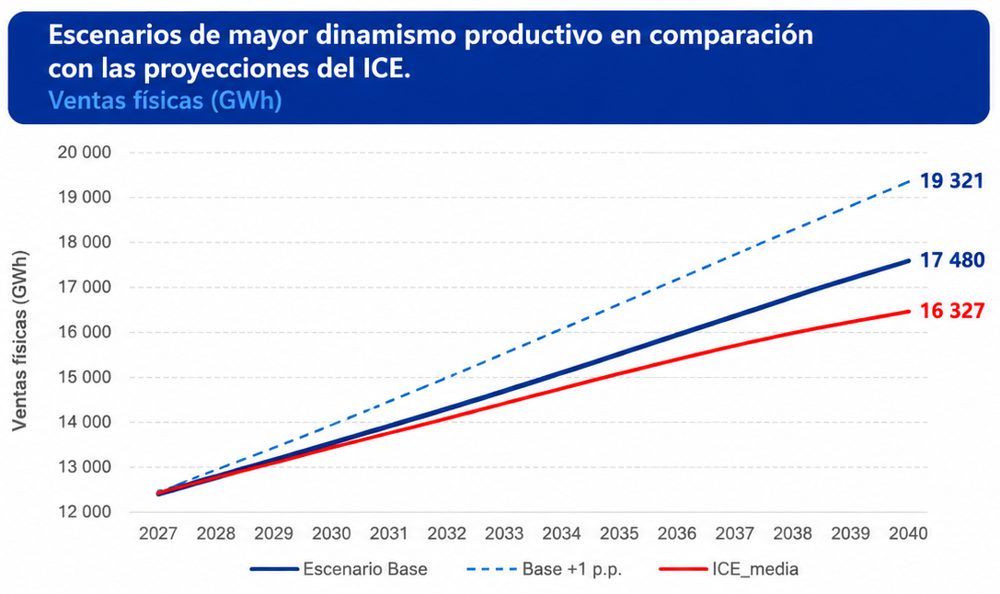 Escenarios de mayor dinamismo productivo en comparación
con las proyecciones del ICE.
Ventas físicas (GWh)
Ventas físicas (GWh)
20 000
19 000
18 000
17 000
16 000
15 000
14 000
13 000
12 000
19 321
17 480
16 327
2027 2028 2029 2030 2031 2032 2033 2034 2035 2036 2037 2038 2039 2040
Escenario Base Base +1 p.p. ICE_media